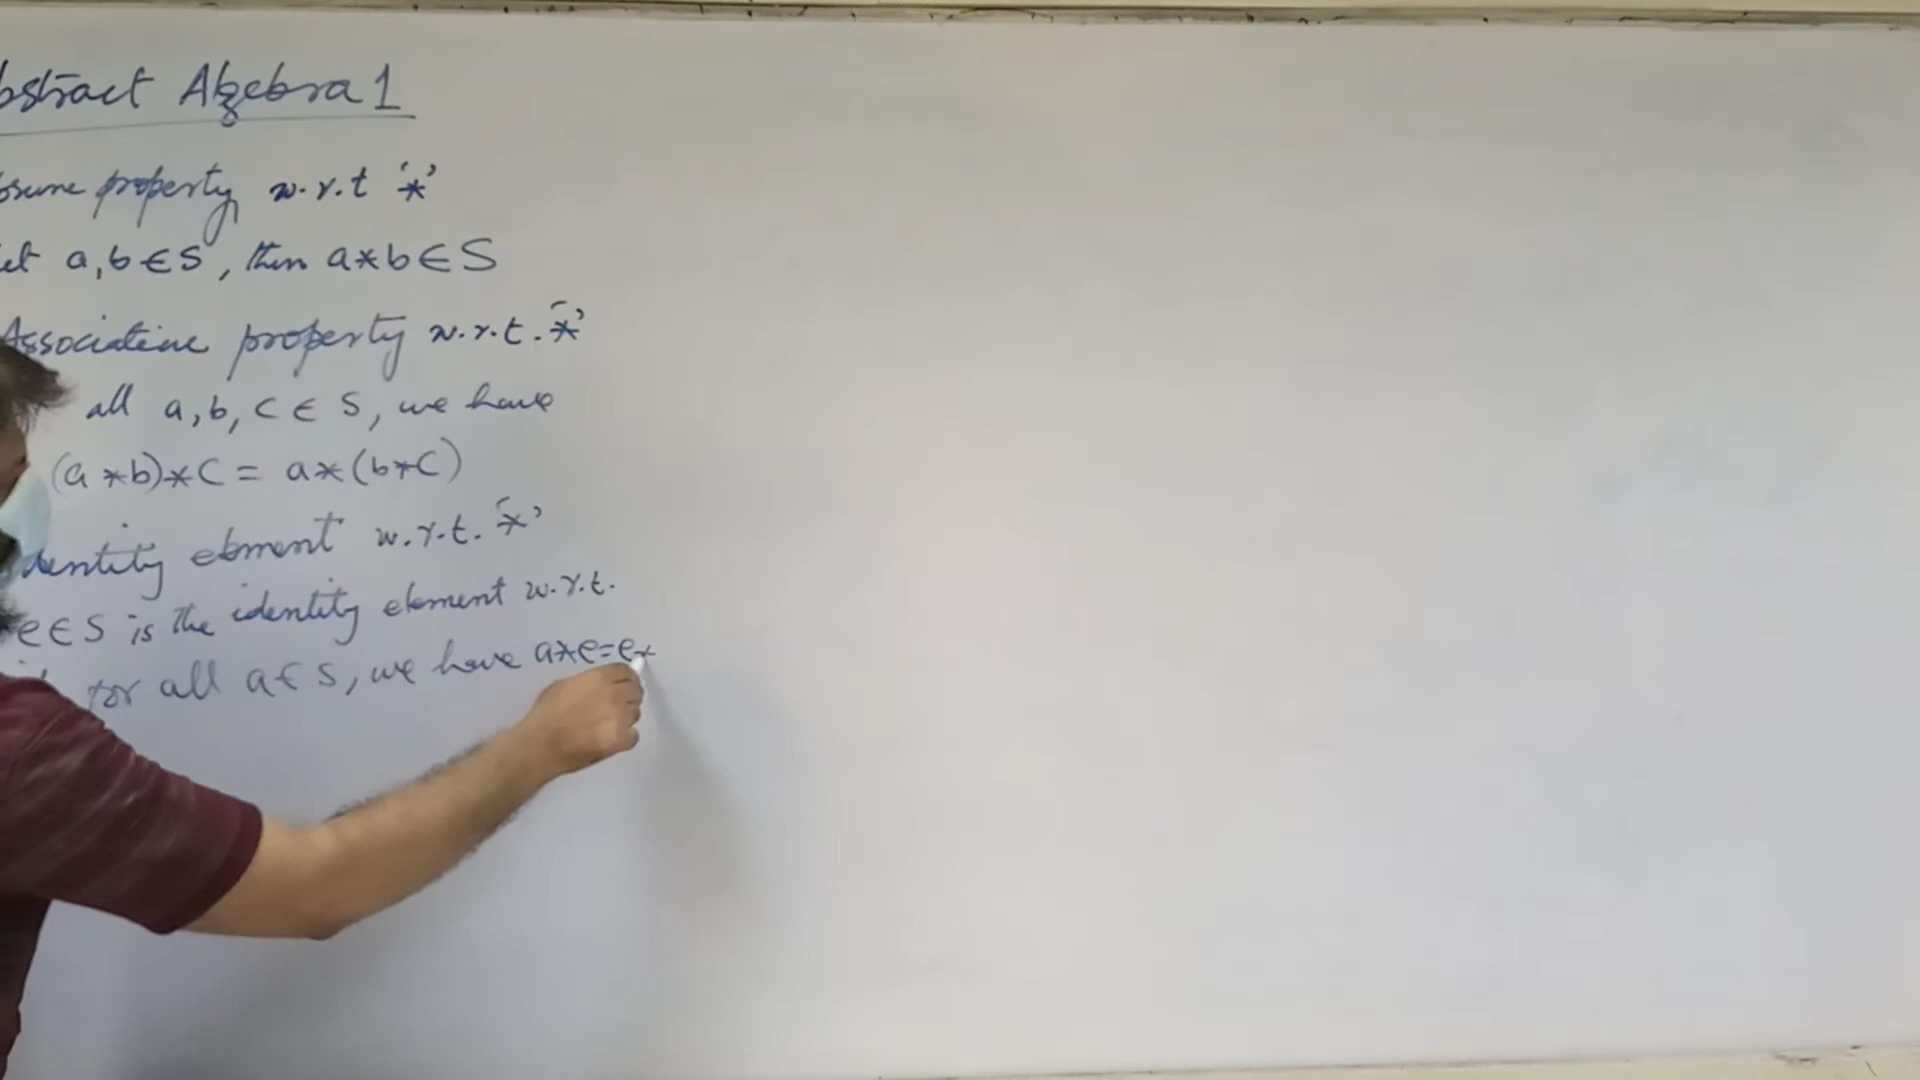 bstract Algebra 1
osure property w.r.t '*'
et a,b∈S, then a*b∈S
Associative property w.r.t. '*'
all a,b,c∈S, we have
(a*b)*c = a*(b*c)
dentity element w.r.t. '*'
e∈S is the identity element w.r.t.
for all a∈S, we have a*e=e*